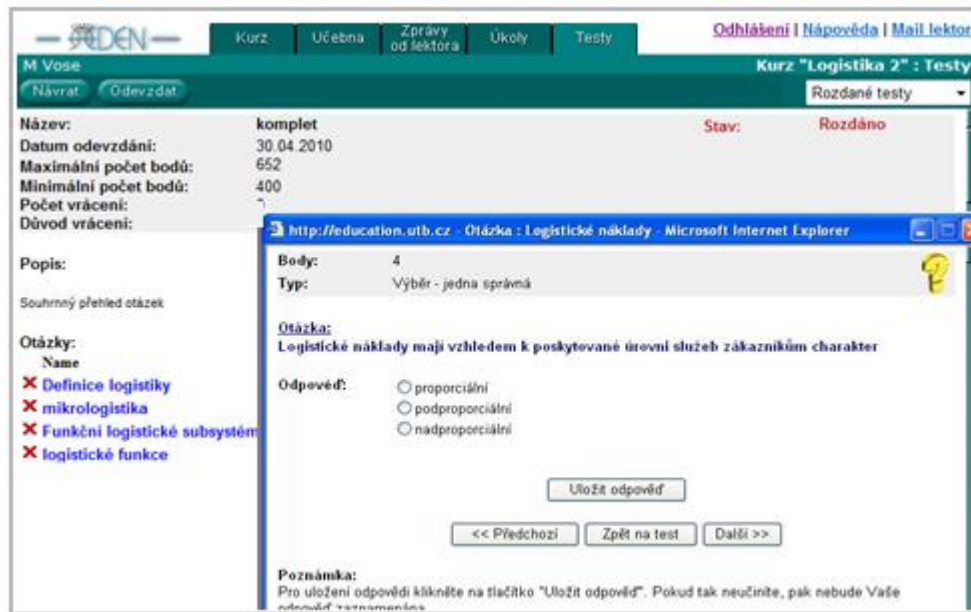 EDEN
Kurz
Učebna
Zprávy
od lektora
Úkoly
Testy
Odhlášení | Nápověda | Mail lektor
M Vose
Kurz "Logistika 2" : Testy
Návrat
Odevzdat
Rozdané testy
Název: komplet
Stav: Rozdáno
Datum odevzdání: 30.04.2010
Maximální počet bodů: 652
Minimální počet bodů: 400
Počet vrácení:
Důvod vrácení:
Popis:
Souhrnný přehled otázek
Otázky:
Name
Definice logistiky
mikrologistika
Funkční logistické subsystém
logistické funkce
http://education.utb.cz - Otázka : Logistické náklady - Microsoft Internet Explorer
Body: 4
Typ: Výběr - jedna správná
Otázka:
Logistické náklady mají vzhledem k poskytované úrovni služeb zákazníkům charakter
Odpověď:
proporciální
podproporciální
nadproporciální
Uložit odpověď
<< Předchozí
Zpět na test
Další >>
Poznámka:
Pro uložení odpovědi klikněte na tlačítko "Uložit odpověď". Pokud tak neučinite, pak nebude Vaše
odpověď zaznamenána